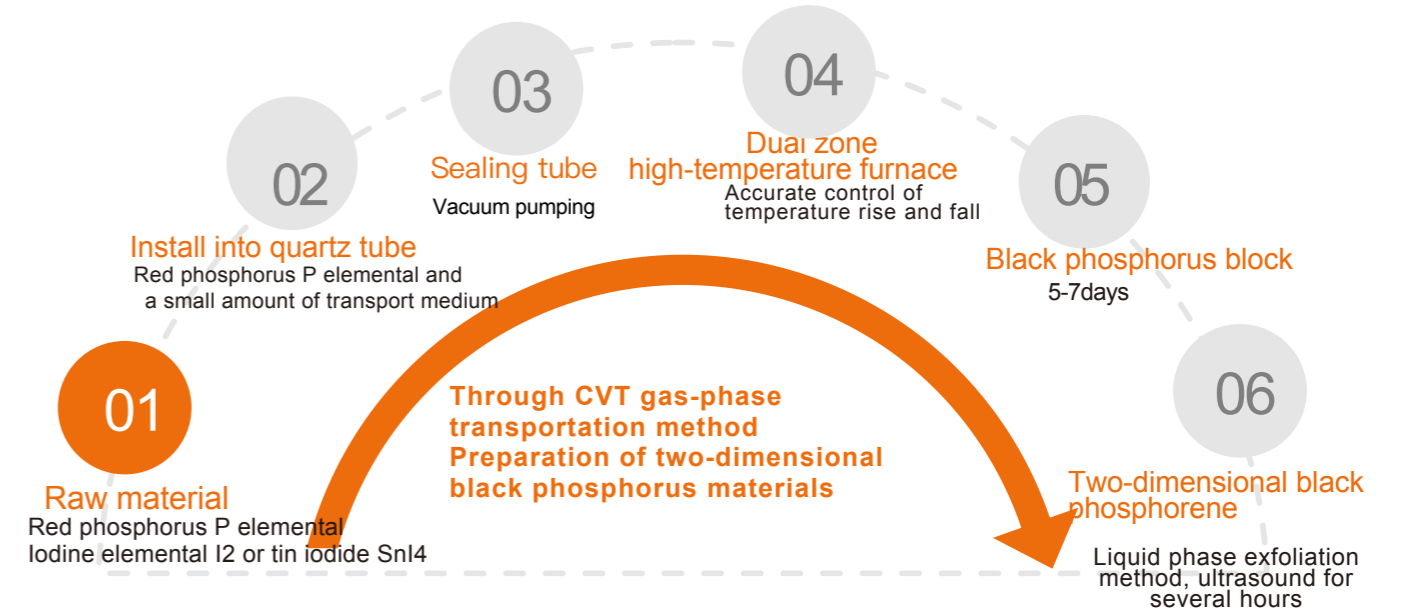 01
Raw material
Red phosphorus P elemental
Iodine elemental I2 or tin iodide SnI4
02
Install into quartz tube
Red phosphorus P elemental and
a small amount of transport medium
03
Sealing tube
Vacuum pumping
04
Dual zone
high-temperature furnace
Accurate control of
temperature rise and fall
05
Black phosphorus block
5-7days
06
Two-dimensional black
phosphorene
Liquid phase exfoliation
method, ultrasound for
several hours
Through CVT gas-phase
transportation method
Preparation of two-dimensional
black phosphorus materials